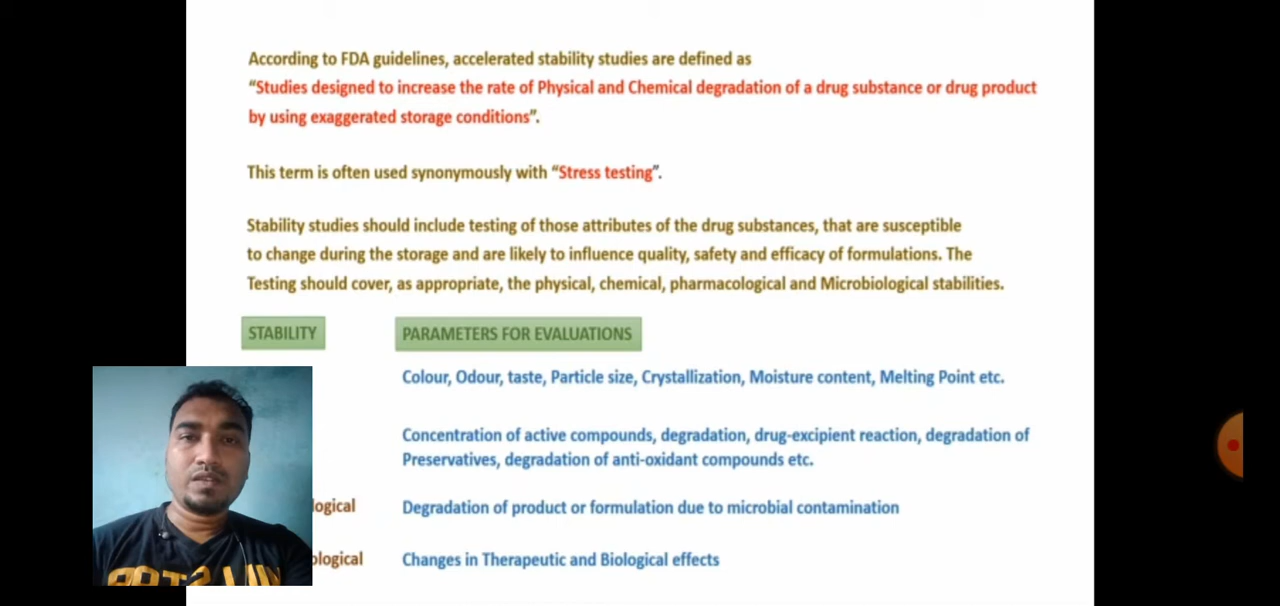 According to FDA guidelines, accelerated stability studies are defined as
“Studies designed to increase the rate of Physical and Chemical degradation of a drug substance or drug product
by using exaggerated storage conditions”.
This term is often used synonymously with “Stress testing”.
Stability studies should include testing of those attributes of the drug substances, that are susceptible
to change during the storage and are likely to influence quality, safety and efficacy of formulations. The
Testing should cover, as appropriate, the physical, chemical, pharmacological and Microbiological stabilities.
STABILITY PARAMETERS FOR EVALUATIONS
Colour, Odour, taste, Particle size, Crystallization, Moisture content, Melting Point etc.
Concentration of active compounds, degradation, drug-excipient reaction, degradation of
Preservatives, degradation of anti-oxidant compounds etc.
Degradation of product or formulation due to microbial contamination
Changes in Therapeutic and Biological effects